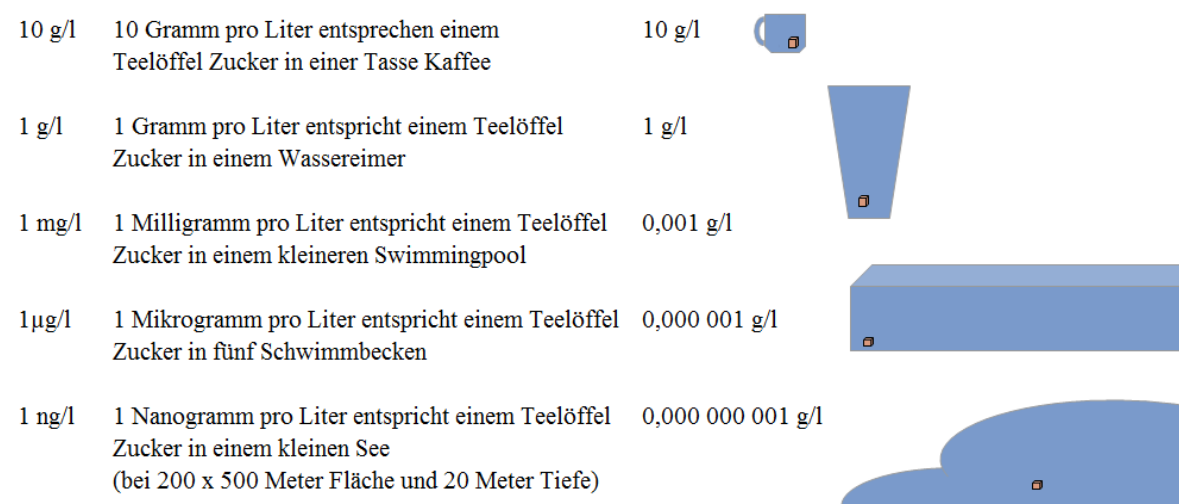 10 g/l 10 Gramm pro Liter entsprechen einem 10 g/l
Teelöffel Zucker in einer Tasse Kaffee
1 g/l 1 Gramm pro Liter entspricht einem Teelöffel 1 g/l
Zucker in einem Wassereimer
1 mg/l 1 Milligramm pro Liter entspricht einem Teelöffel 0,001 g/l
Zucker in einem kleineren Swimmingpool
1µg/l 1 Mikrogramm pro Liter entspricht einem Teelöffel 0,000 001 g/l
Zucker in fünf Schwimmbecken
1 ng/l 1 Nanogramm pro Liter entspricht einem Teelöffel 0,000 000 001 g/l
Zucker in einem kleinen See
(bei 200 x 500 Meter Fläche und 20 Meter Tiefe)